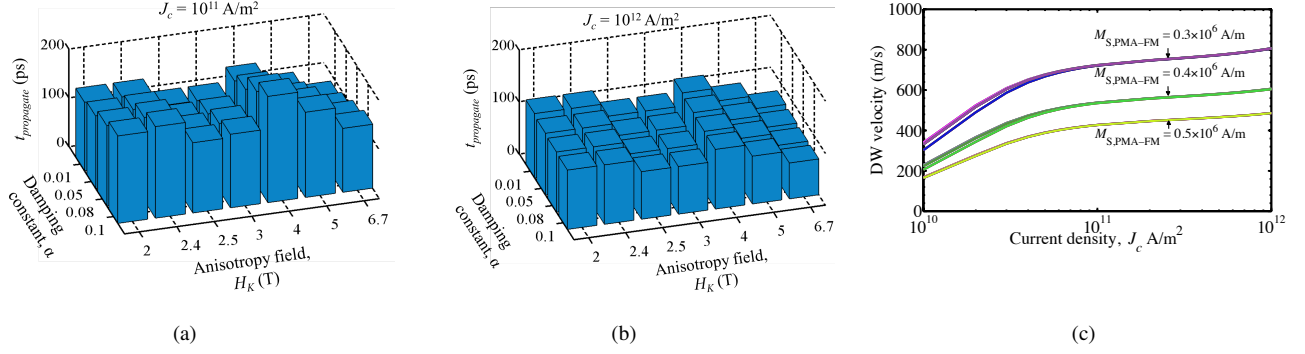 (a)
J_c = 10^11 A/m^2
200
100
0
t_propagate (ps)
0.01
0.05
0.08
0.1
Damping
constant, α
2
2.4
2.5
3
4
5
6.7
Anisotropy field,
H_K (T)
(a)
(b)
J_c = 10^12 A/m^2
200
100
0
t_propagate (ps)
0.01
0.05
0.08
0.1
Damping
constant, α
2
2.4
2.5
3
4
5
6.7
Anisotropy field,
H_K (T)
(b)
(c)
1000
800
600
400
200
0
DW velocity (m/s)
M_S,PMA−FM = 0.3×10^6 A/m
M_S,PMA−FM = 0.4×10^6 A/m
M_S,PMA−FM = 0.5×10^6 A/m
10^10
10^11
10^12
Current density, J_c A/m^2
(c)